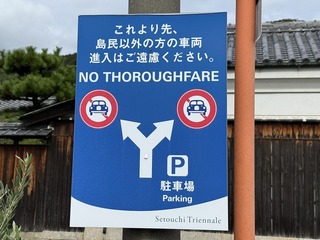 これより先、
島民以外の方の車両
進入はご遠慮ください。
NO THOROUGHFARE
P
駐車場
Parking
Setouchi Triennale